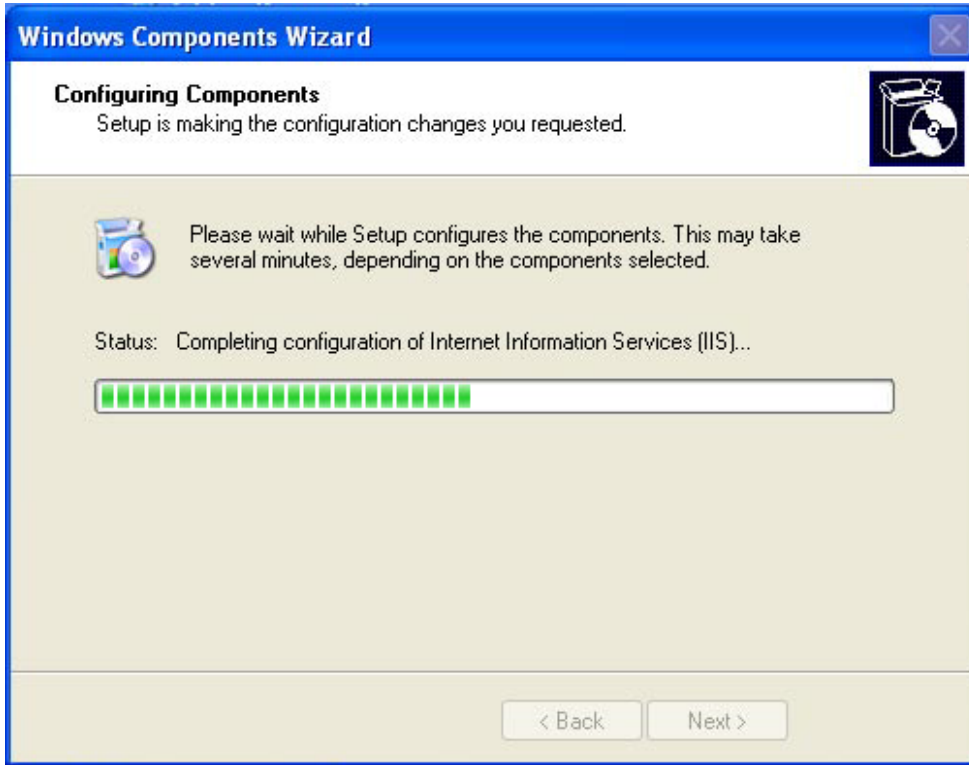 Windows Components Wizard
Configuring Components
Setup is making the configuration changes you requested.
Please wait while Setup configures the components. This may take
several minutes, depending on the components selected.
Status: Completing configuration of Internet Information Services (IIS)...
< Back Next >